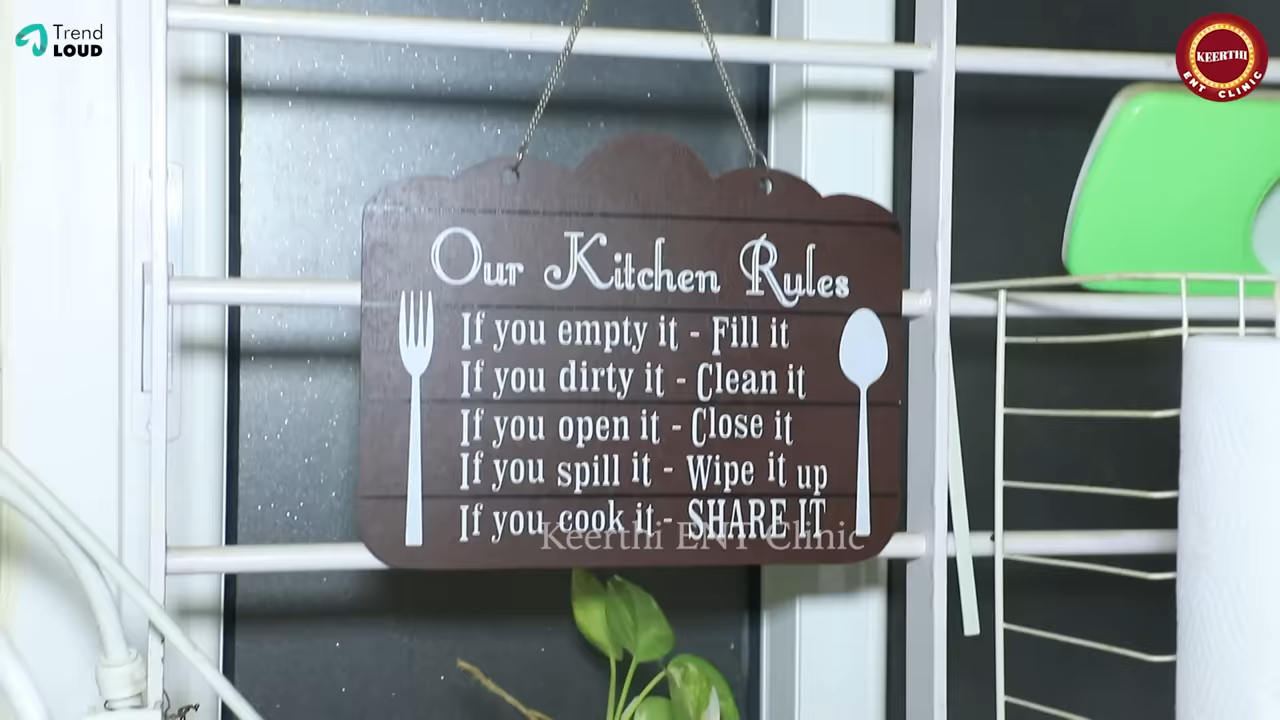 Trend
LOUD
KEERTHI
ENT CLINIC
Our Kitchen Rules
If you empty it - Fill it
If you dirty it - Clean it
If you open it - Close it
If you spill it - Wipe it up
If you cook it - SHARE IT
Keerthi ENT Clinic